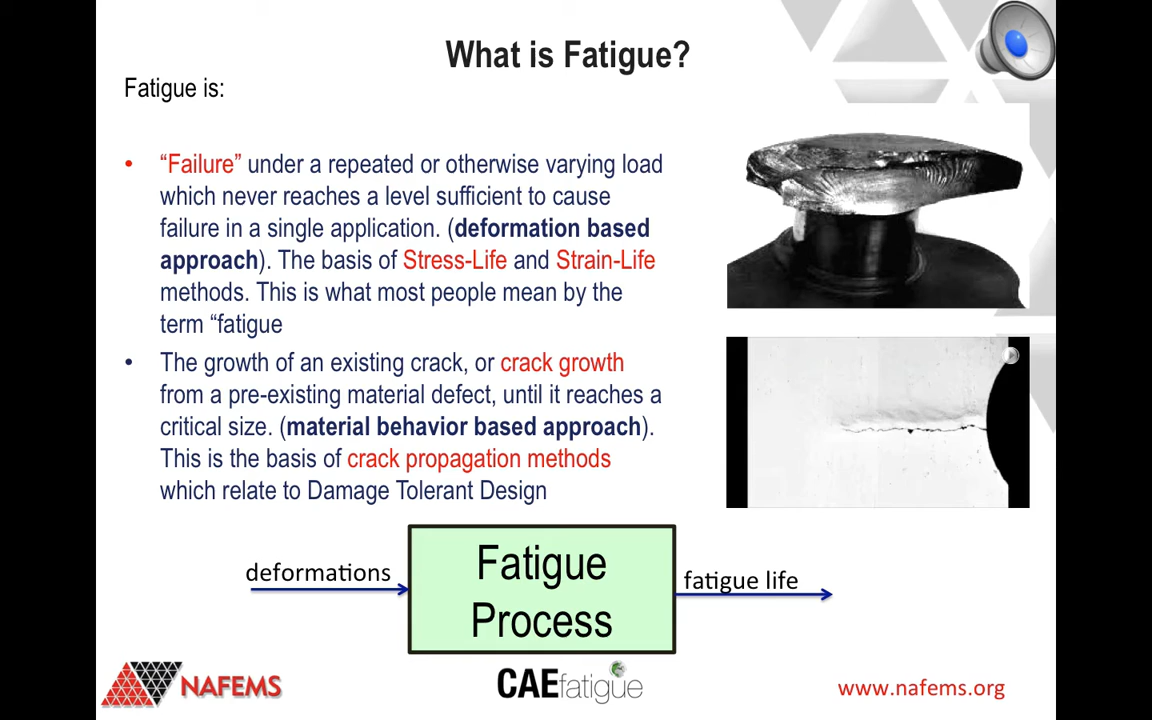 What is Fatigue?
Fatigue is:
• “Failure” under a repeated or otherwise varying load
which never reaches a level sufficient to cause
failure in a single application. (deformation based
approach). The basis of Stress-Life and Strain-Life
methods. This is what most people mean by the
term “fatigue
• The growth of an existing crack, or crack growth
from a pre-existing material defect, until it reaches a
critical size. (material behavior based approach).
This is the basis of crack propagation methods
which relate to Damage Tolerant Design
deformations
Fatigue
Process
fatigue life
NAFEMS
CAEfatigue
www.nafems.org